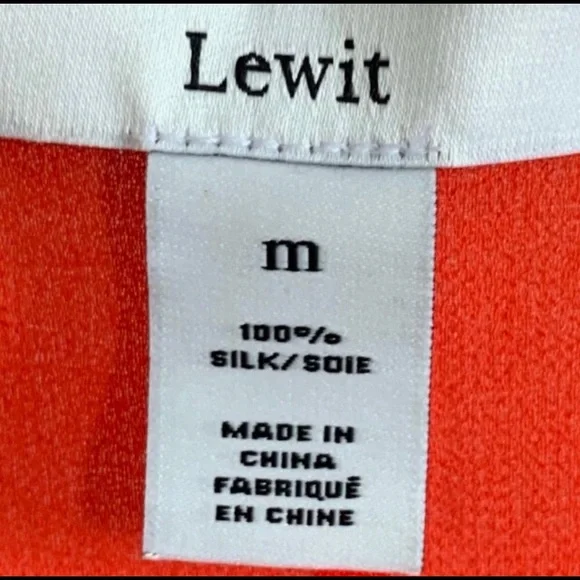 Lewit
m
100%
SILK/SOIE
MADE IN
CHINA
FABRIQUÉ
EN CHINE